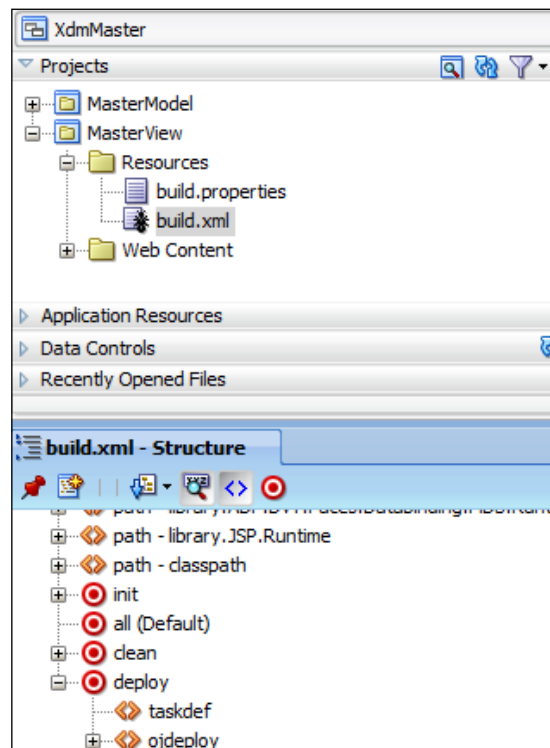 XdmMaster
Projects
MasterModel
MasterView
Resources
build.properties
build.xml
Web Content
Application Resources
Data Controls
Recently Opened Files
build.xml - Structure
XYZ
path - library.JSP.Runtime
path - classpath
init
all (Default)
clean
deploy
taskdef
ojdeploy